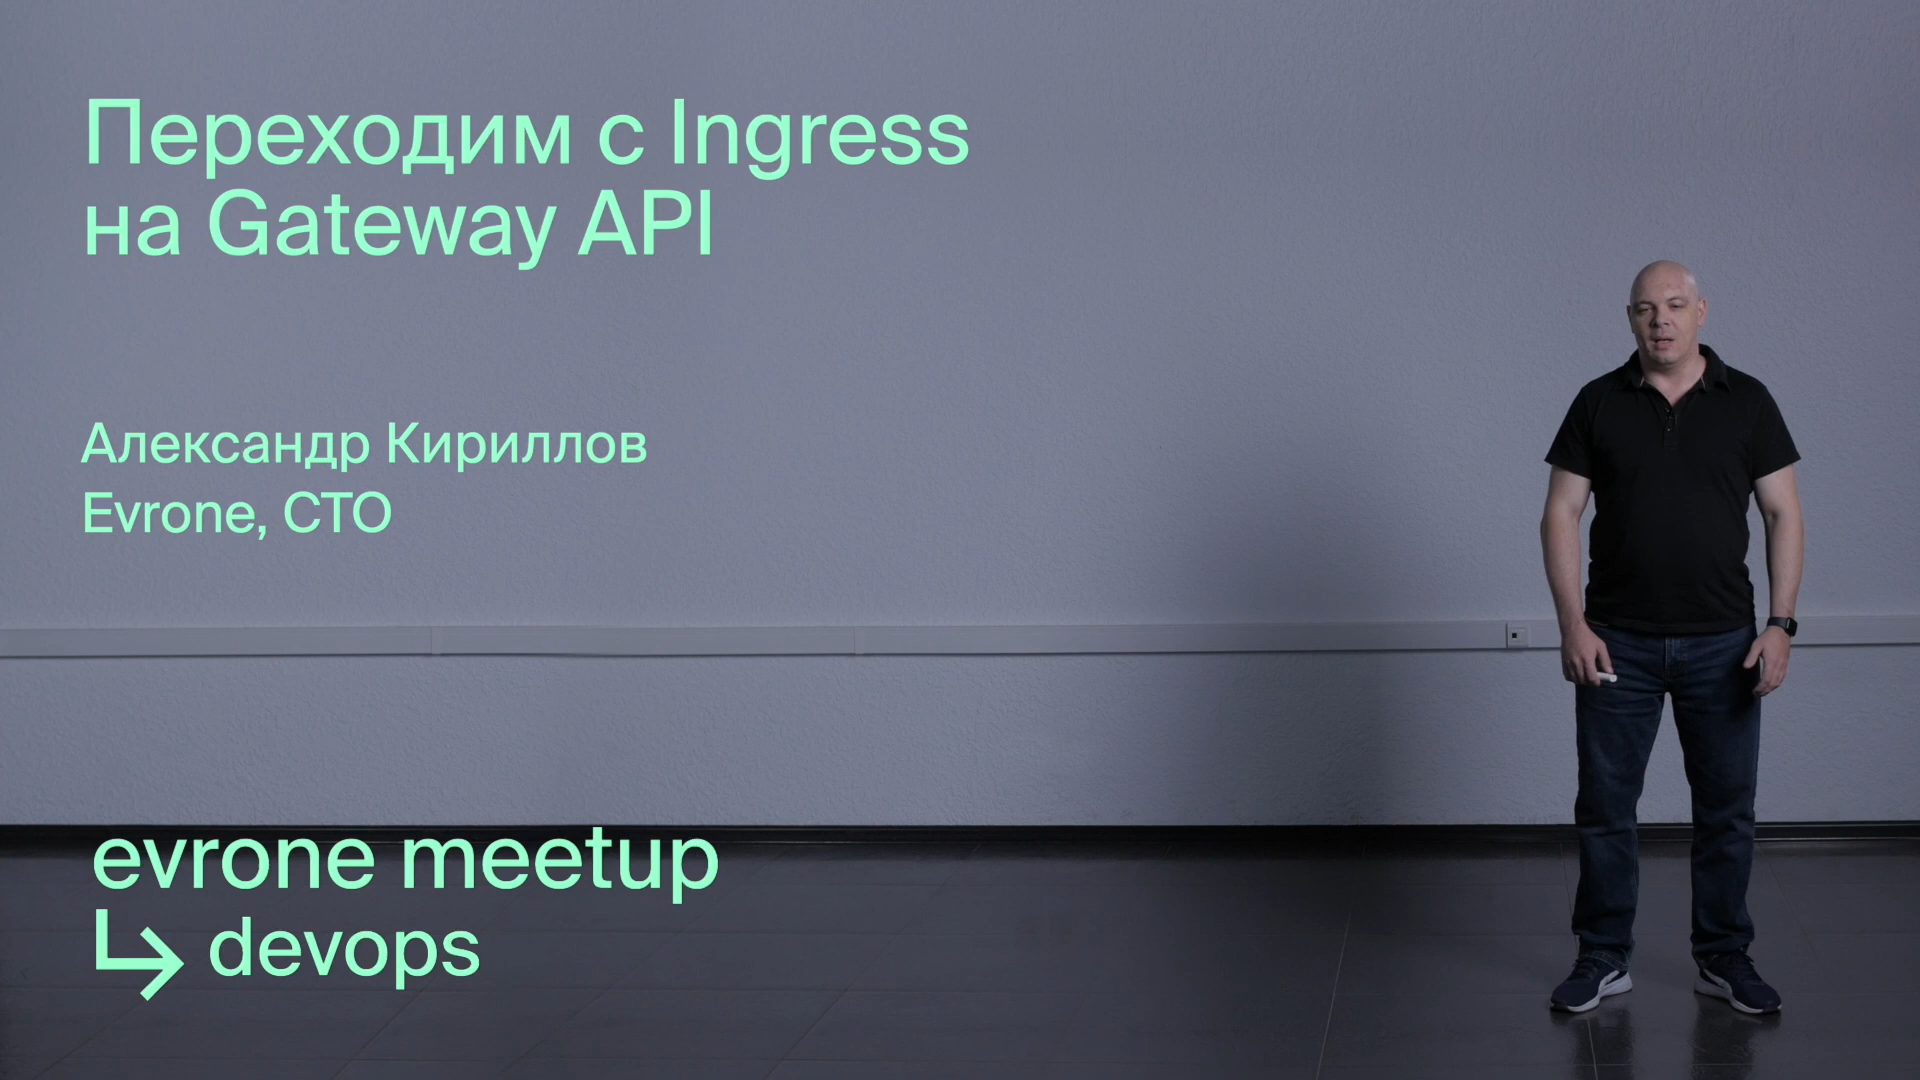 Переходим с Ingress
на Gateway API
Александр Кириллов
Evrone, CTO
evrone meetup
devops